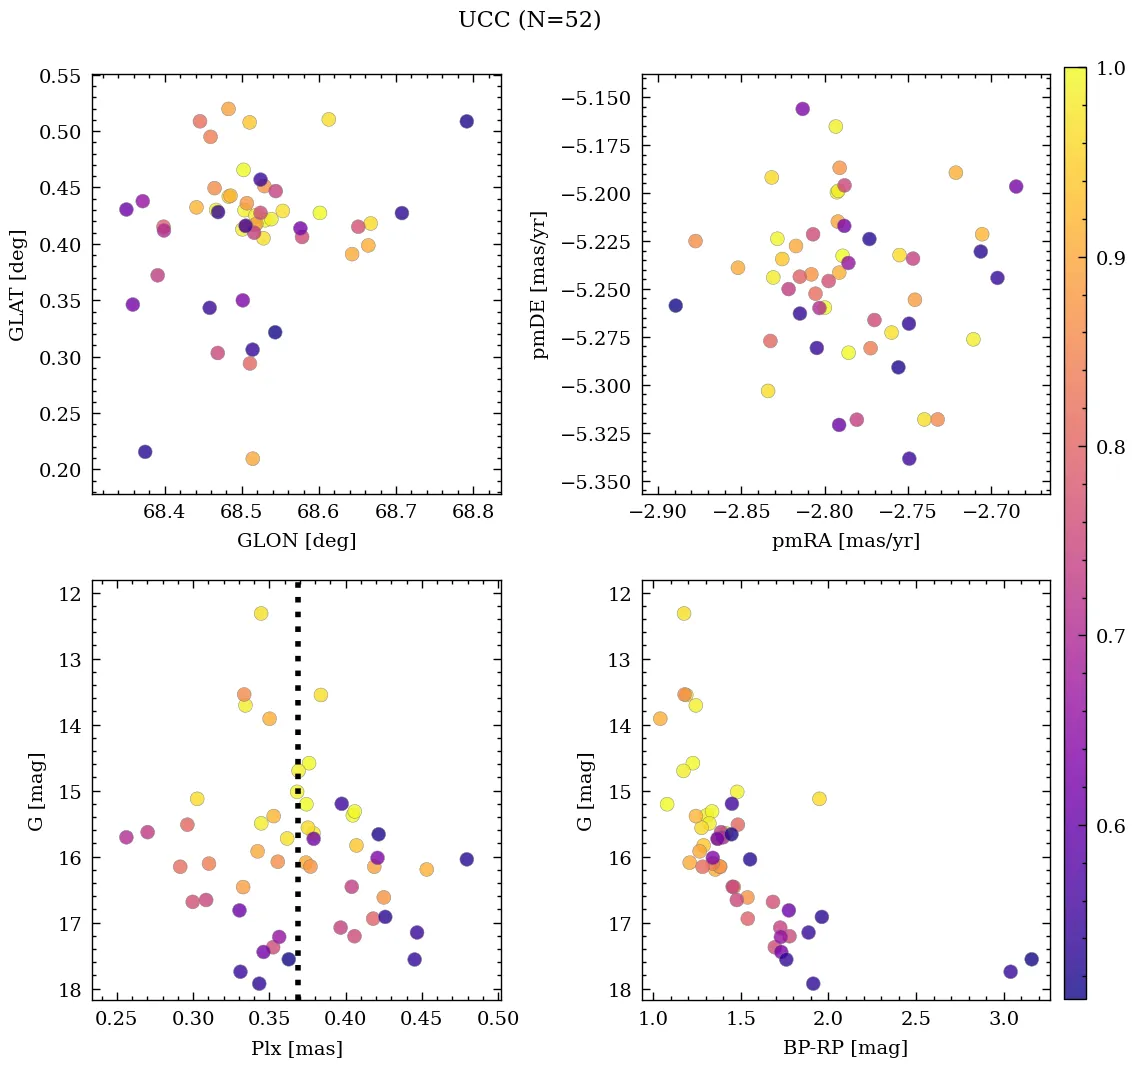 UCC (N=52)
0.55
0.50
0.45
0.40
0.35
0.30
0.25
0.20
GLAT [deg]
68.4 68.5 68.6 68.7 68.8
GLON [deg]
−5.150
−5.175
−5.200
−5.225
−5.250
−5.275
−5.300
−5.325
−5.350
pmDE [mas/yr]
−2.90 −2.85 −2.80 −2.75 −2.70
pmRA [mas/yr]
12
13
14
15
16
17
18
G [mag]
0.25 0.30 0.35 0.40 0.45 0.50
Plx [mas]
12
13
14
15
16
17
18
G [mag]
1.0 1.5 2.0 2.5 3.0
BP-RP [mag]
1.0
0.9
0.8
0.7
0.6